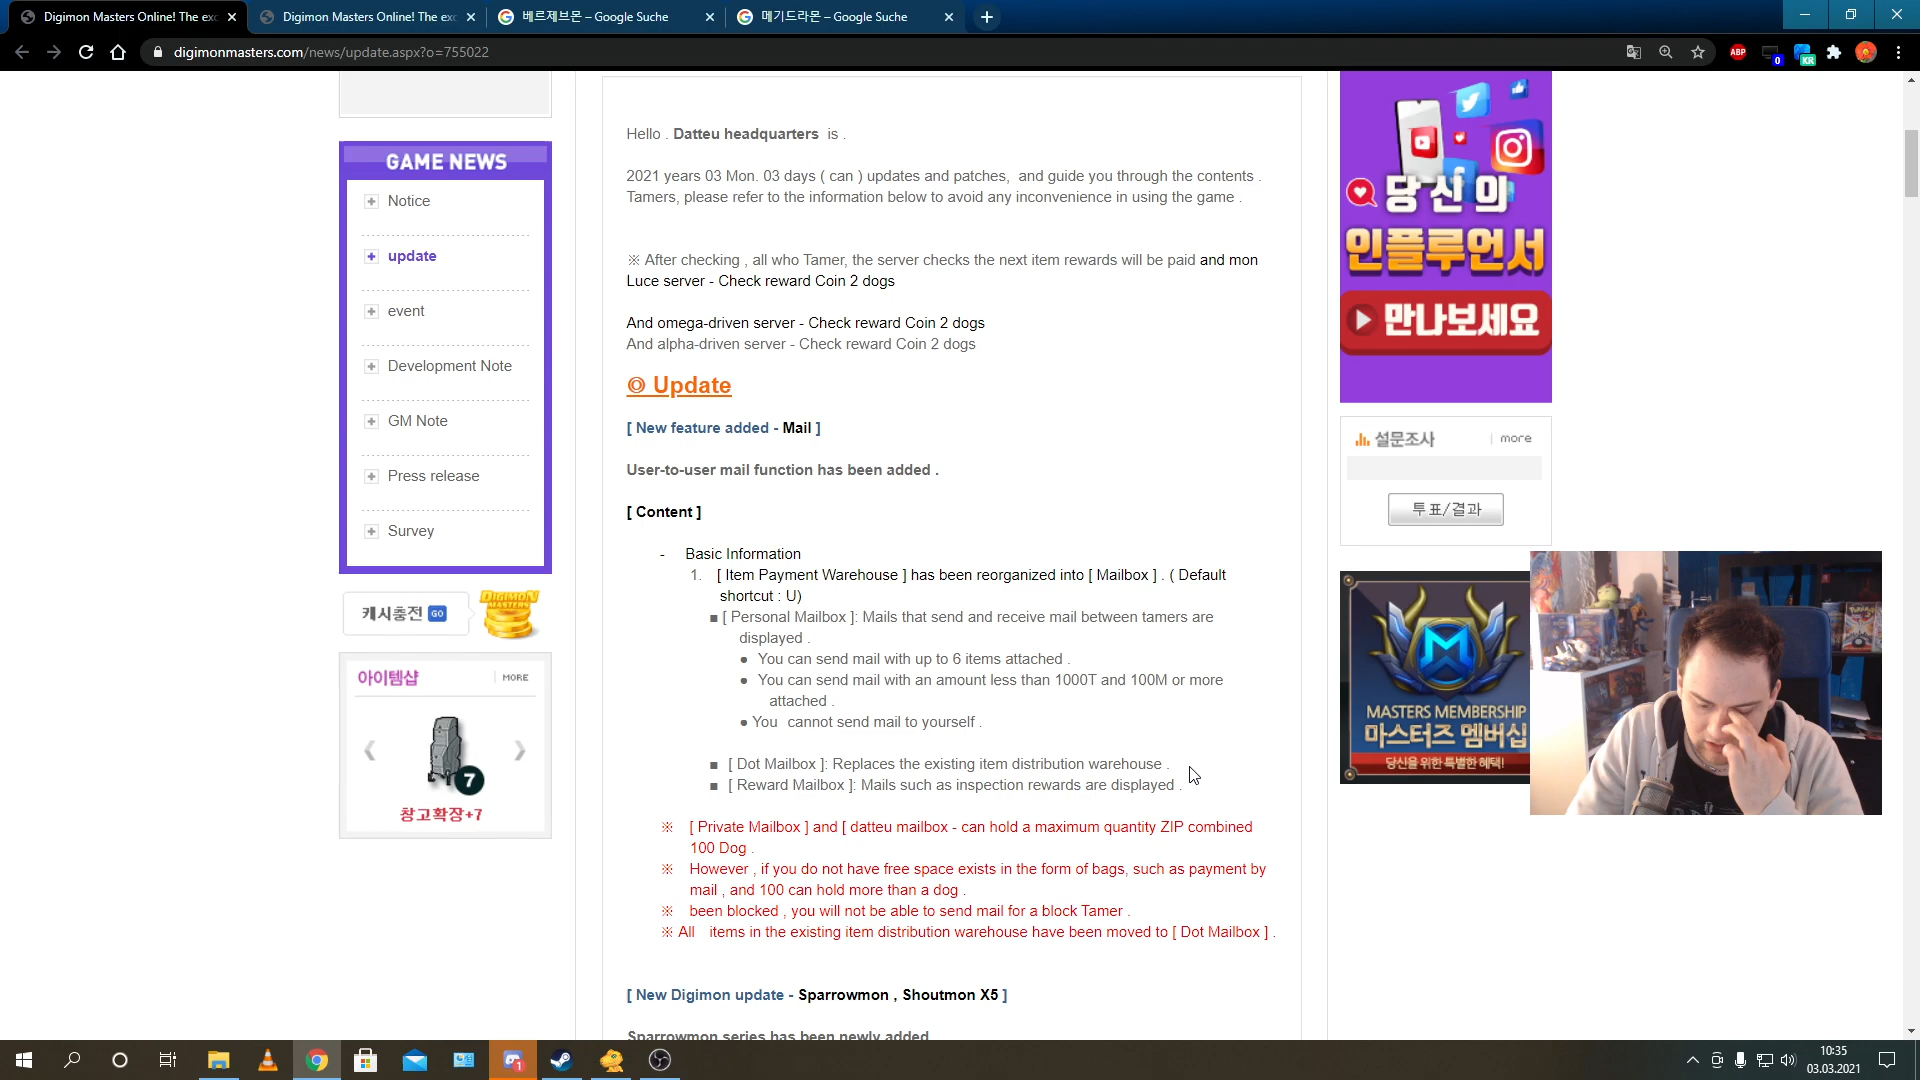 Digimon Masters Online! The exc
Digimon Masters Online! The exc
베르제브몬 – Google Suche
메기드라몬 – Google Suche
digimonmasters.com/news/update.aspx?o=755022
ABP
0
KR
GAME NEWS
Notice
update
event
Development Note
GM Note
Press release
Survey
캐시충전 GO
DIGIMON MASTERS
아이템샵
MORE
7
창고확장+7
Hello . Datteu headquarters is .
2021 years 03 Mon. 03 days ( can ) updates and patches, and guide you through the contents .
Tamers, please refer to the information below to avoid any inconvenience in using the game .
※ After checking , all who Tamer, the server checks the next item rewards will be paid and mon
Luce server - Check reward Coin 2 dogs
And omega-driven server - Check reward Coin 2 dogs
And alpha-driven server - Check reward Coin 2 dogs
◎ Update
[ New feature added - Mail ]
User-to-user mail function has been added .
[ Content ]
- Basic Information
1. [ Item Payment Warehouse ] has been reorganized into [ Mailbox ] . ( Default
shortcut : U)
■ [ Personal Mailbox ]: Mails that send and receive mail between tamers are
displayed .
● You can send mail with up to 6 items attached .
● You can send mail with an amount less than 1000T and 100M or more
attached .
● You cannot send mail to yourself .
■ [ Dot Mailbox ]: Replaces the existing item distribution warehouse .
■ [ Reward Mailbox ]: Mails such as inspection rewards are displayed .
※ [ Private Mailbox ] and [ datteu mailbox - can hold a maximum quantity ZIP combined
100 Dog .
※ However , if you do not have free space exists in the form of bags, such as payment by
mail , and 100 can hold more than a dog .
※ been blocked , you will not be able to send mail for a block Tamer .
※ All items in the existing item distribution warehouse have been moved to [ Dot Mailbox ] .
[ New Digimon update - Sparrowmon , Shoutmon X5 ]
Sparrowmon series has been newly added
당신의
인플루언서
만나보세요
설문조사
more
투표/결과
MASTERS MEMBERSHIP
마스터즈 멤버십
당신을 위한 특별한 혜택!
1
10:35
03.03.2021